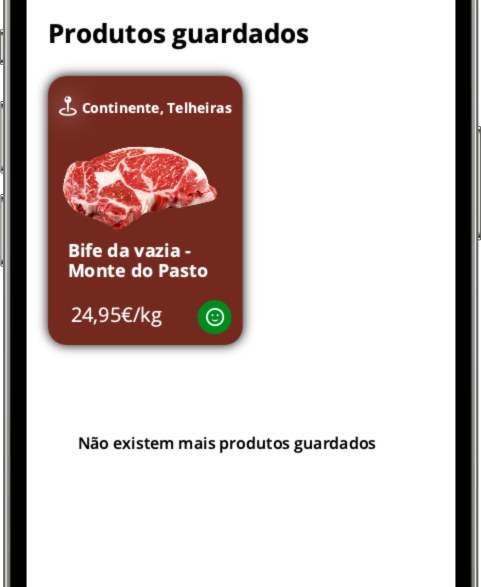 Produtos guardados
Continente, Telheiras
Bife da vazia -
Monte do Pasto
24,95€/kg
Não existem mais produtos guardados